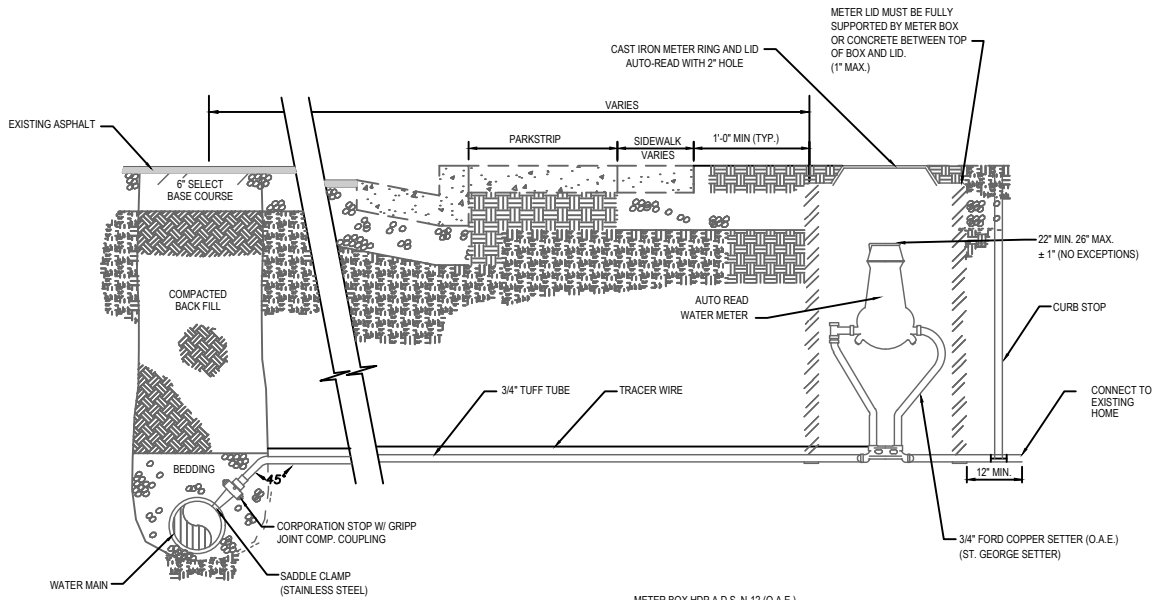 METER LID MUST BE FULLY
SUPPORTED BY METER BOX
OR CONCRETE BETWEEN TOP
OF BOX AND LID.
(1" MAX.)
CAST IRON METER RING AND LID
AUTO-READ WITH 2" HOLE
VARIES
EXISTING ASPHALT
PARKSTRIP
SIDEWALK
VARIES
1'-0" MIN (TYP.)
6" SELECT
BASE COURSE
22" MIN. 26" MAX.
± 1" (NO EXCEPTIONS)
COMPACTED
BACK FILL
AUTO READ
WATER METER
CURB STOP
3/4" TUFF TUBE
TRACER WIRE
CONNECT TO
EXISTING
HOME
BEDDING
45°
12" MIN.
CORPORATION STOP W/ GRIPP
JOINT COMP. COUPLING
3/4" FORD COPPER SETTER (O.A.E.)
(ST. GEORGE SETTER)
WATER MAIN
SADDLE CLAMP
(STAINLESS STEEL)
METER BOX HDP A.D.S. N-12 (O.A.E.)